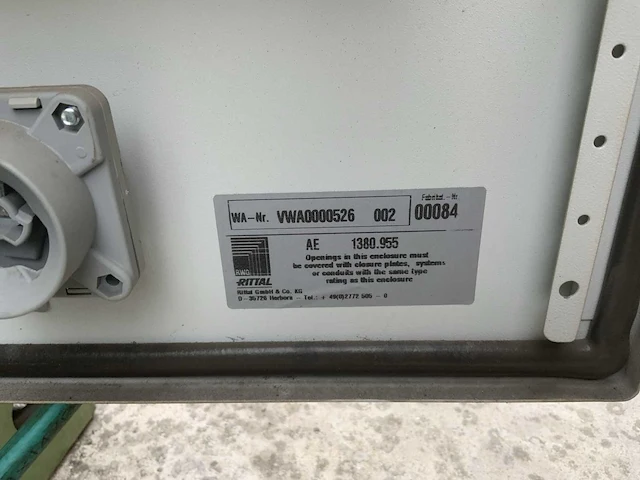 Fabrikat.-Nr.
WA-Nr. VWA0000526 002 00084
AE 1380.955
Openings in this enclosure must
be covered with closure plates, systems
or conduits with the same type
rating as this enclosure
RWG
RITTAL
Rittal GmbH & Co. KG
D-35726 Herborn - Tel.: + 49(0)2772 505 - 0